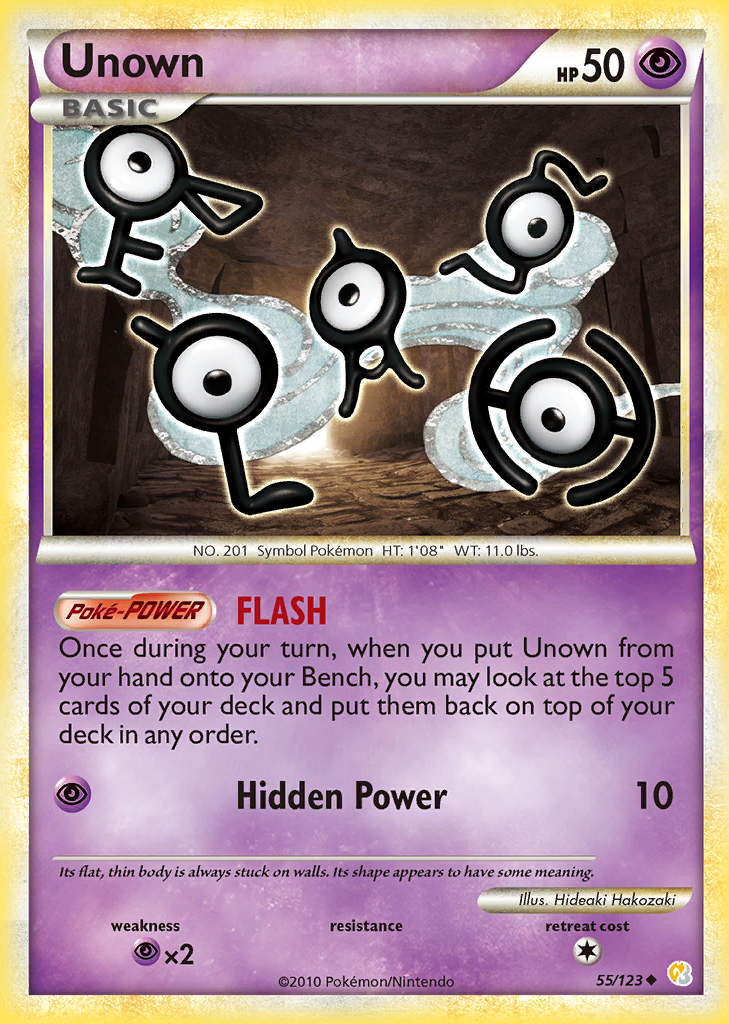 Unown
HP 50
BASIC
NO. 201 Symbol Pokémon HT: 1'08" WT: 11.0 lbs.
Poké-POWER FLASH
Once during your turn, when you put Unown from
your hand onto your Bench, you may look at the top 5
cards of your deck and put them back on top of your
deck in any order.
Hidden Power 10
Its flat, thin body is always stuck on walls. Its shape appears to have some meaning.
Illus. Hideaki Hakozaki
weakness resistance retreat cost
×2
©2010 Pokémon/Nintendo 55/123